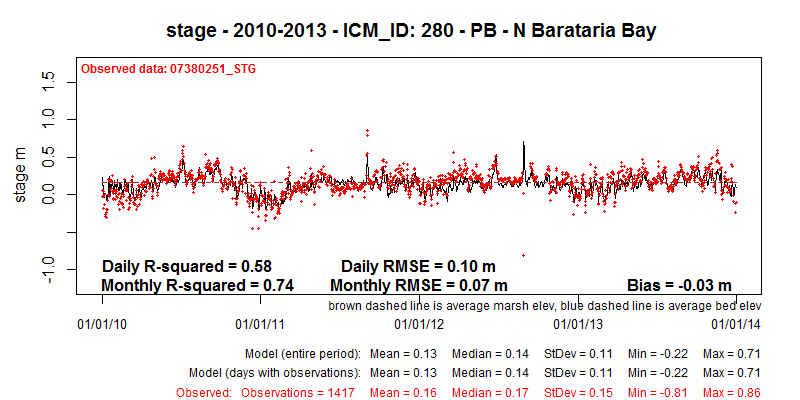 stage - 2010-2013 - ICM_ID: 280 - PB - N Barataria Bay
Observed data: 07380251_STG
stage m
1.5
1.0
0.5
0.0
-1.0
Daily R-squared = 0.58 Daily RMSE = 0.10 m
Monthly R-squared = 0.74 Monthly RMSE = 0.07 m Bias = -0.03 m
brown dashed line is average marsh elev, blue dashed line is average bed elev
01/01/10 01/01/11 01/01/12 01/01/13 01/01/14
Model (entire period): Mean = 0.13 Median = 0.14 StDev = 0.11 Min = -0.22 Max = 0.71
Model (days with observations): Mean = 0.13 Median = 0.14 StDev = 0.11 Min = -0.22 Max = 0.71
Observed: Observations = 1417 Mean = 0.16 Median = 0.17 StDev = 0.15 Min = -0.81 Max = 0.86